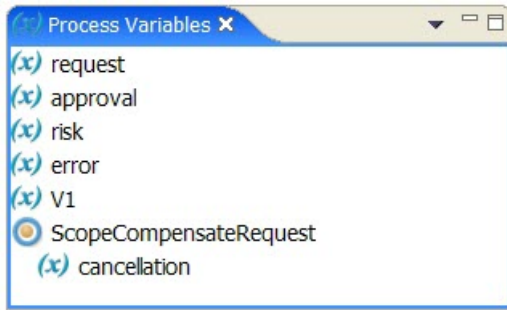 (x) Process Variables
(x) request
(x) approval
(x) risk
(x) error
(x) V1
ScopeCompensateRequest
(x) cancellation